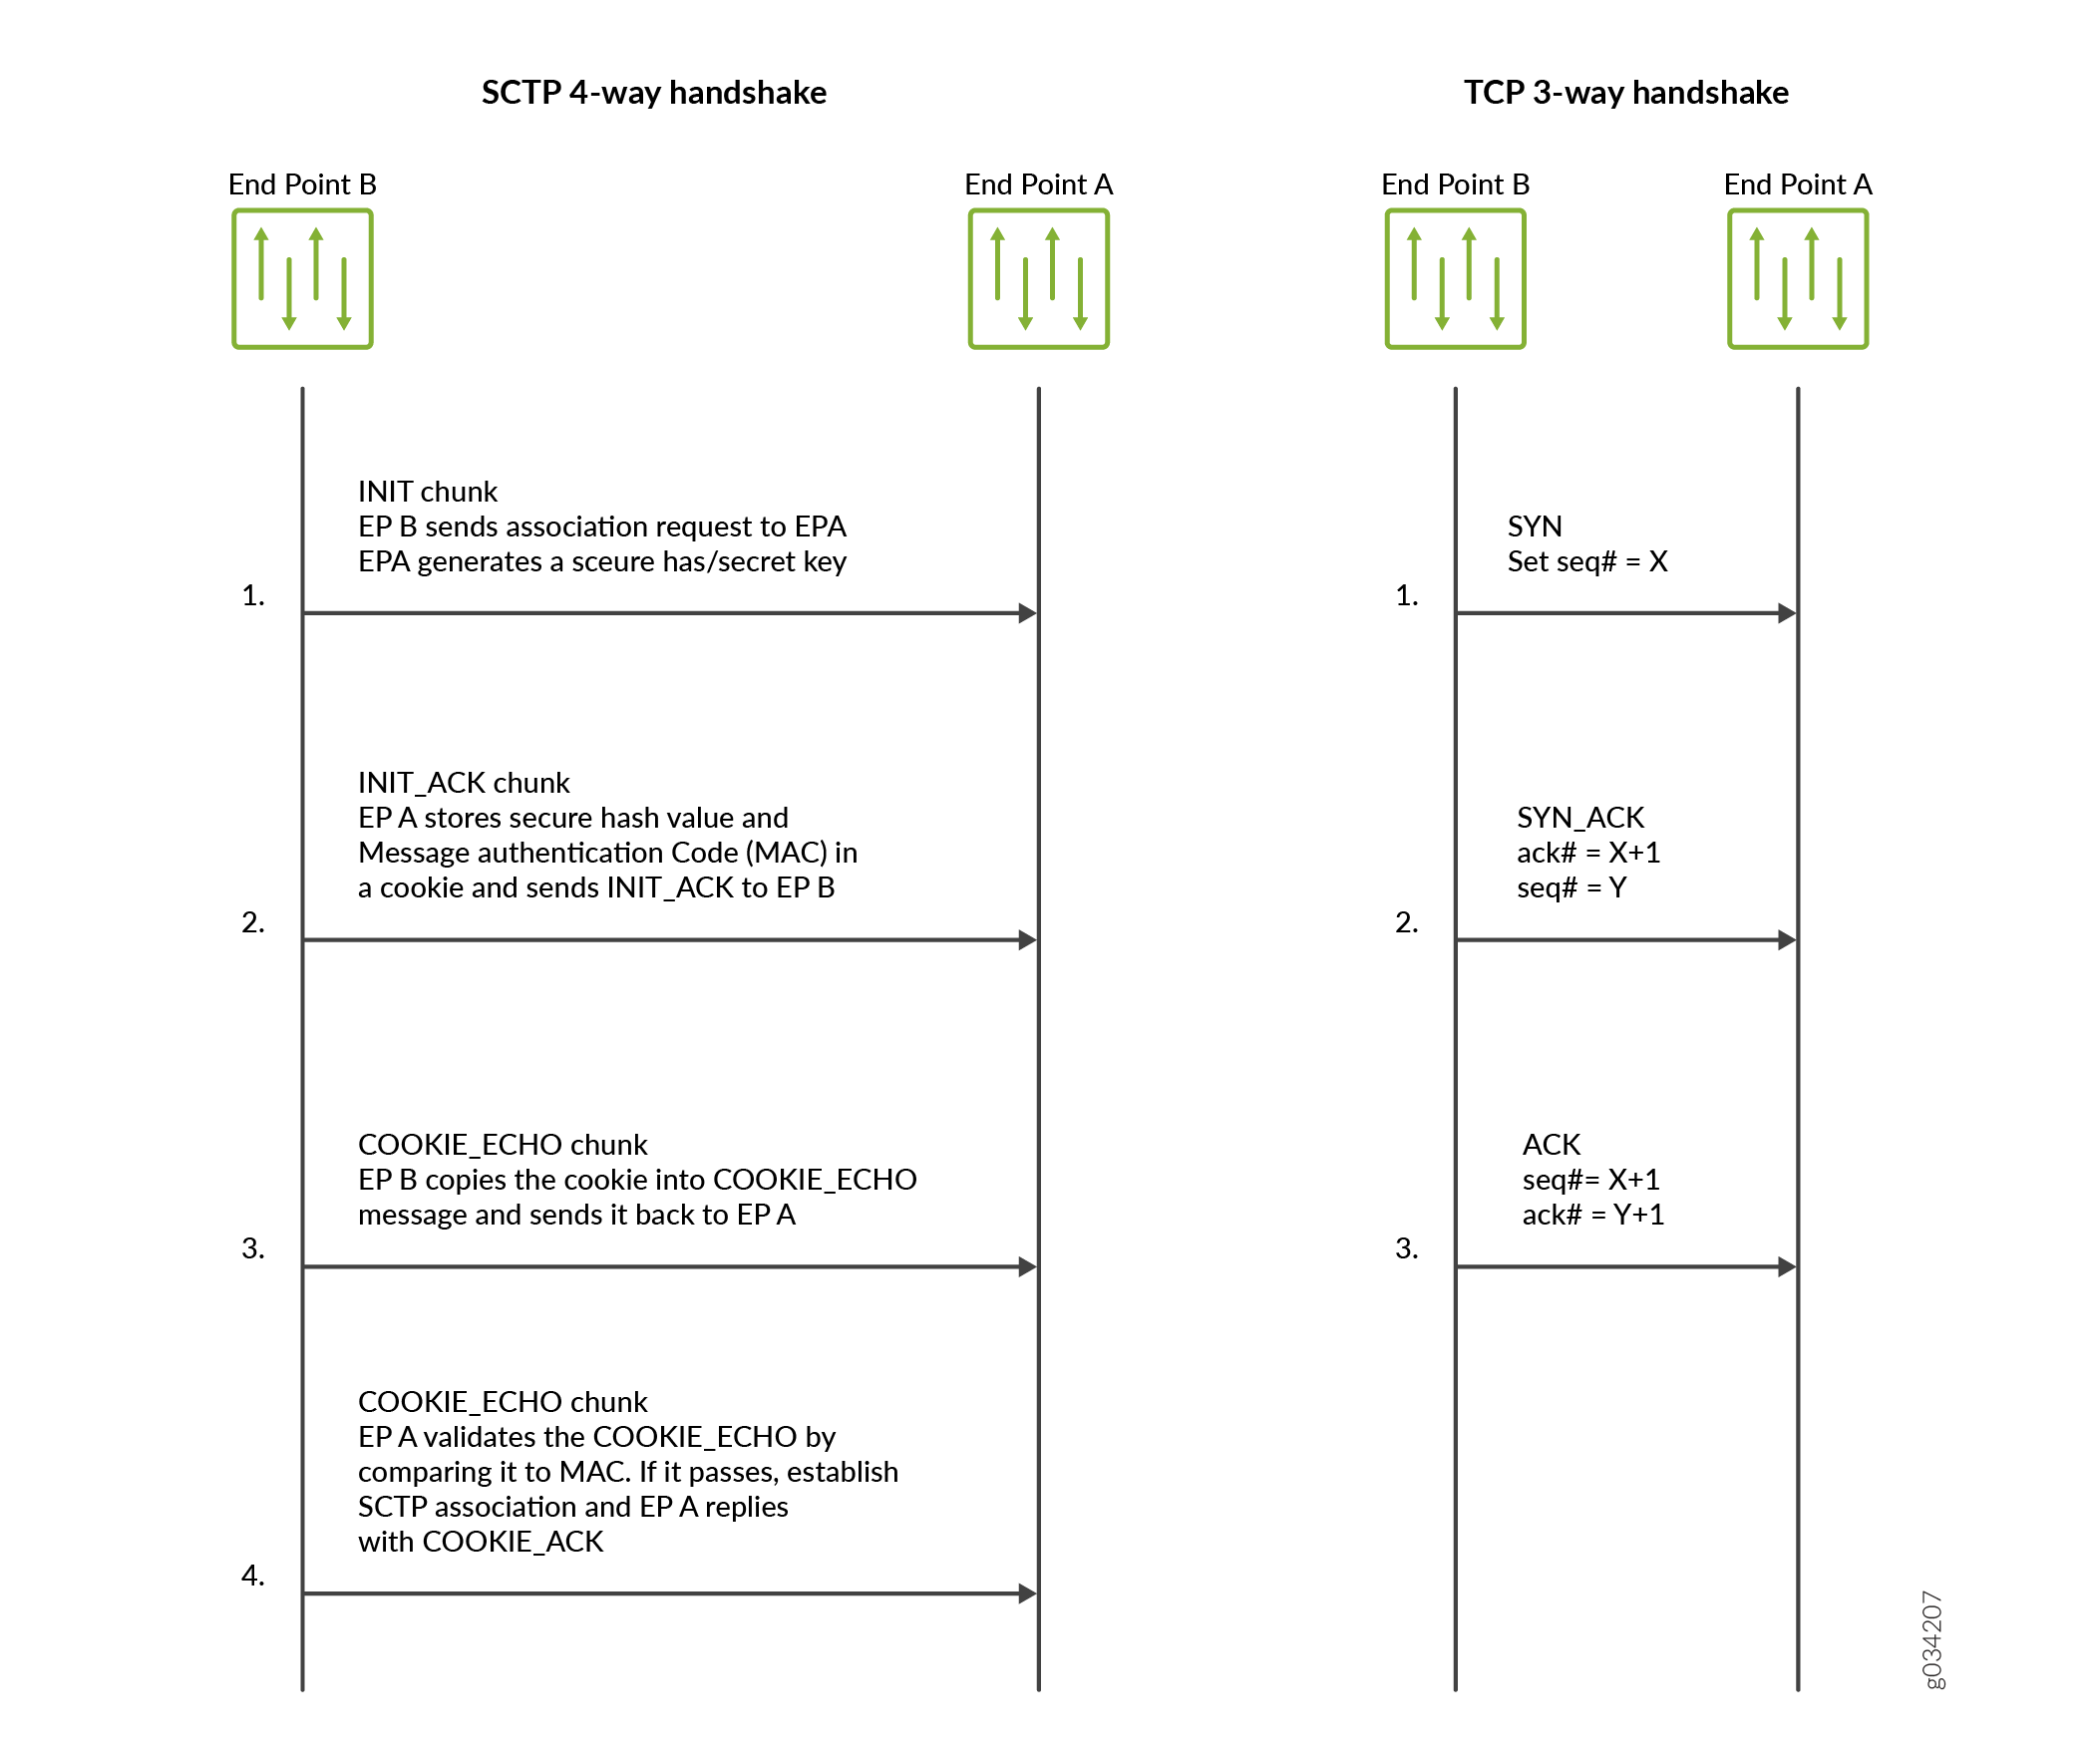 SCTP 4-way handshake
End Point B
End Point A
INIT chunk
EP B sends association request to EPA
EPA generates a sceure has/secret key
1.
INIT_ACK chunk
EP A stores secure hash value and
Message authentication Code (MAC) in
a cookie and sends INIT_ACK to EP B
2.
COOKIE_ECHO chunk
EP B copies the cookie into COOKIE_ECHO
message and sends it back to EP A
3.
COOKIE_ECHO chunk
EP A validates the COOKIE_ECHO by
comparing it to MAC. If it passes, establish
SCTP association and EP A replies
with COOKIE_ACK
4.
TCP 3-way handshake
End Point B
End Point A
SYN
Set seq# = X
1.
SYN_ACK
ack# = X+1
seq# = Y
2.
ACK
seq#= X+1
ack# = Y+1
3.
g034207